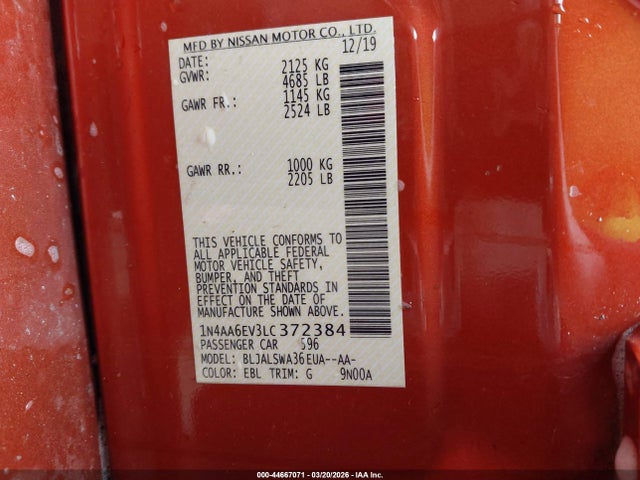 MFD BY NISSAN MOTOR CO., LTD.
DATE: 12/19
GVWR: 2125 KG
4685 LB
GAWR FR.: 1145 KG
2524 LB
GAWR RR.: 1000 KG
2205 LB
THIS VEHICLE CONFORMS TO
ALL APPLICABLE FEDERAL
MOTOR VEHICLE SAFETY,
BUMPER, AND THEFT
PREVENTION STANDARDS IN
EFFECT ON THE DATE OF
MANUFACTURE SHOWN ABOVE.
1N4AA6EV3LC372384
PASSENGER CAR 596
MODEL: BLJALSWA36EUA--AA-
COLOR: EBL TRIM: G 9N00A
000-44667071 - 03/20/2026 - IAA Inc.